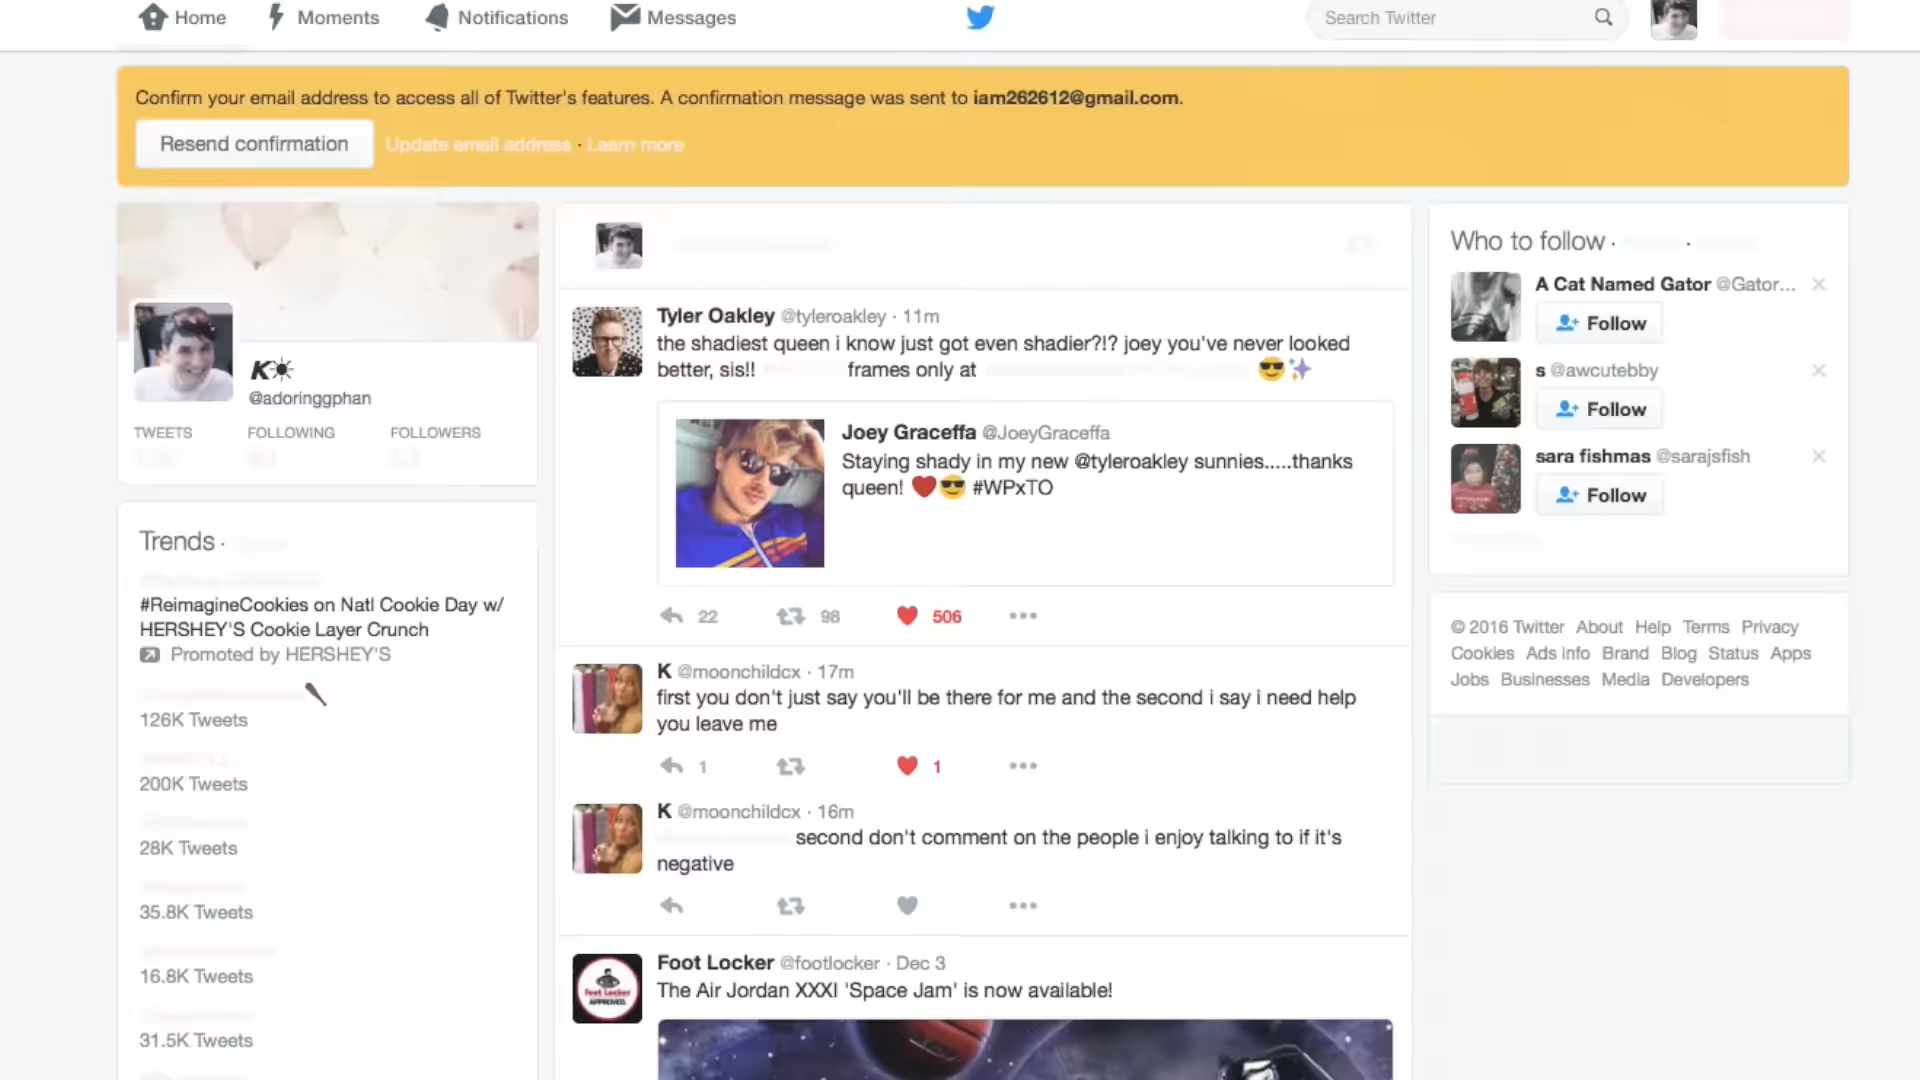 Home Moments Notifications Messages Search Twitter
Confirm your email address to access all of Twitter's features. A confirmation message was sent to iam262612@gmail.com.
Resend confirmation Update email address · Learn more
K☀
@adoringgphan
TWEETS FOLLOWING FOLLOWERS
Trends ·
#ReimagineCookies on Natl Cookie Day w/
HERSHEY'S Cookie Layer Crunch
Promoted by HERSHEY'S
126K Tweets
200K Tweets
28K Tweets
35.8K Tweets
16.8K Tweets
31.5K Tweets
Tyler Oakley @tyleroakley · 11m
the shadiest queen i know just got even shadier?!? joey you've never looked
better, sis!! frames only at 😎✨
Joey Graceffa @JoeyGraceffa
Staying shady in my new @tyleroakley sunnies.....thanks
queen! ❤😎 #WPxTO
22 98 506
K @moonchildcx · 17m
first you don't just say you'll be there for me and the second i say i need help
you leave me
1 1
K @moonchildcx · 16m
second don't comment on the people i enjoy talking to if it's
negative
Foot Locker @footlocker · Dec 3
The Air Jordan XXXI 'Space Jam' is now available!
Foot Locker
APPROVED.
Who to follow · ·
A Cat Named Gator @Gator...
Follow
s @awcutebby
Follow
sara fishmas @sarajsfish
Follow
© 2016 Twitter About Help Terms Privacy
Cookies Ads info Brand Blog Status Apps
Jobs Businesses Media Developers